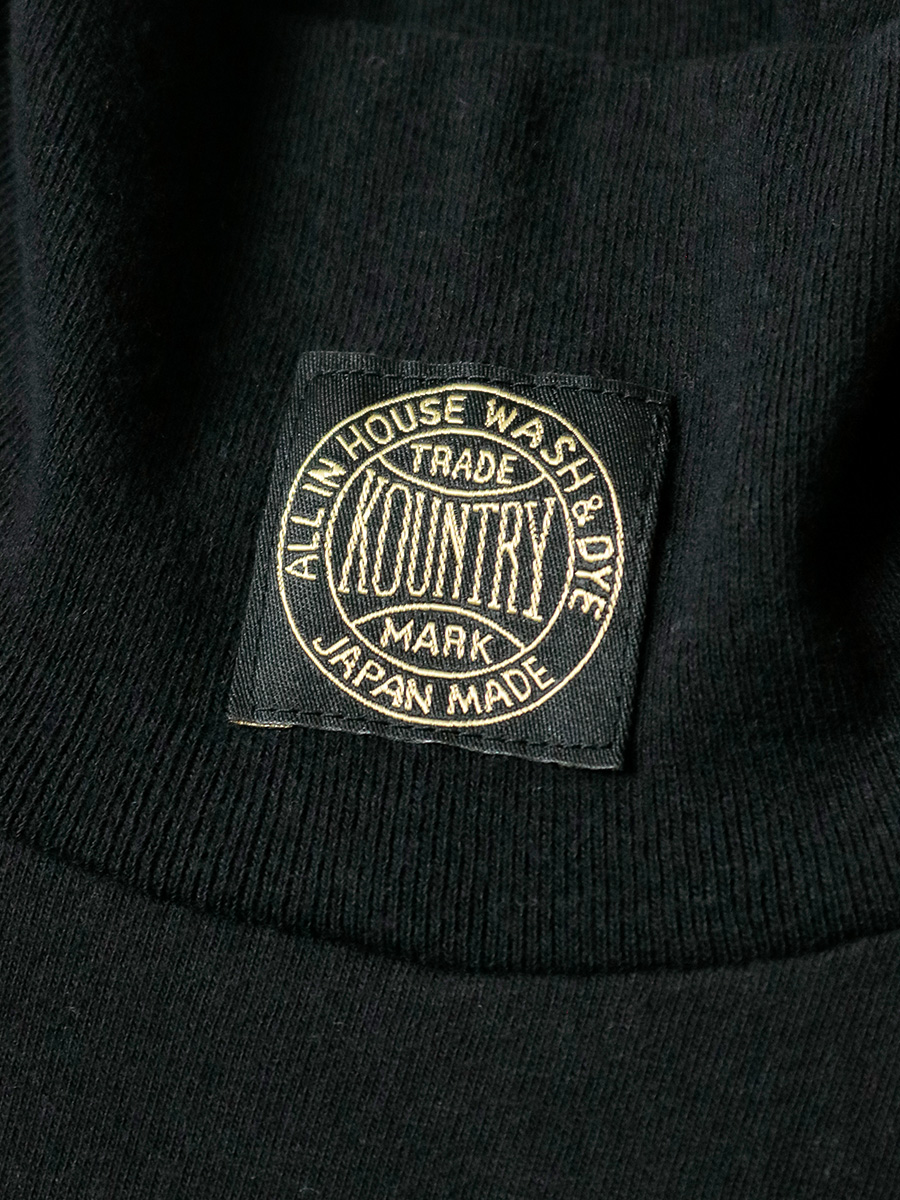 ALL IN HOUSE WASH & DYE
TRADE
KOUNTRY
MARK
JAPAN MADE